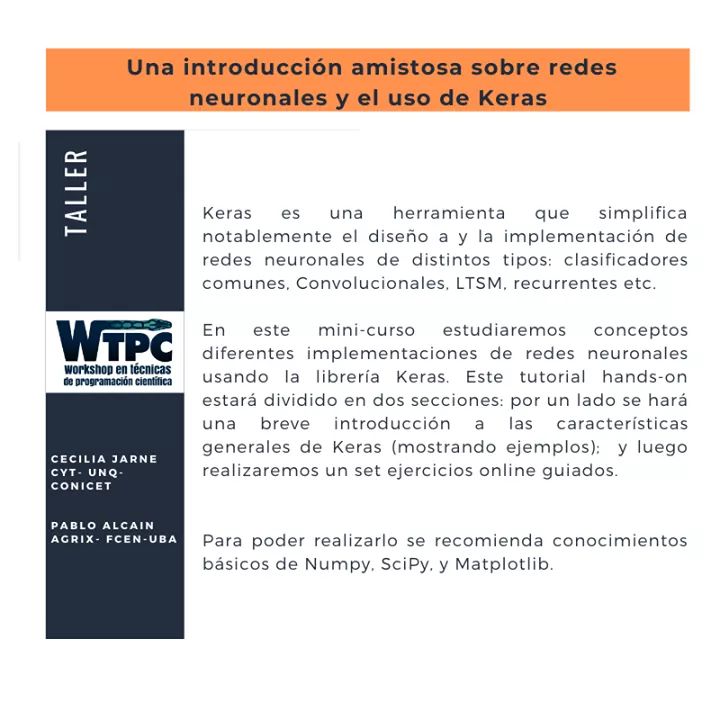 Una introducción amistosa sobre redes
neuronales y el uso de Keras
TALLER
Keras es una herramienta que simplifica
notablemente el diseño a y la implementación de
redes neuronales de distintos tipos: clasificadores
comunes, Convolucionales, LTSM, recurrentes etc.
En este mini-curso estudiaremos conceptos
diferentes implementaciones de redes neuronales
usando la librería Keras. Este tutorial hands-on
estará dividido en dos secciones: por un lado se hará
una breve introducción a las características
generales de Keras (mostrando ejemplos); y luego
realizaremos un set ejercicios online guiados.
Para poder realizarlo se recomienda conocimientos
básicos de Numpy, SciPy, y Matplotlib.
WTPC
Workshop en técnicas
de programación científica
CECILIA JARNE
CYT- UNQ-
CONICET
PABLO ALCAIN
AGRIX- FCEN-UBA